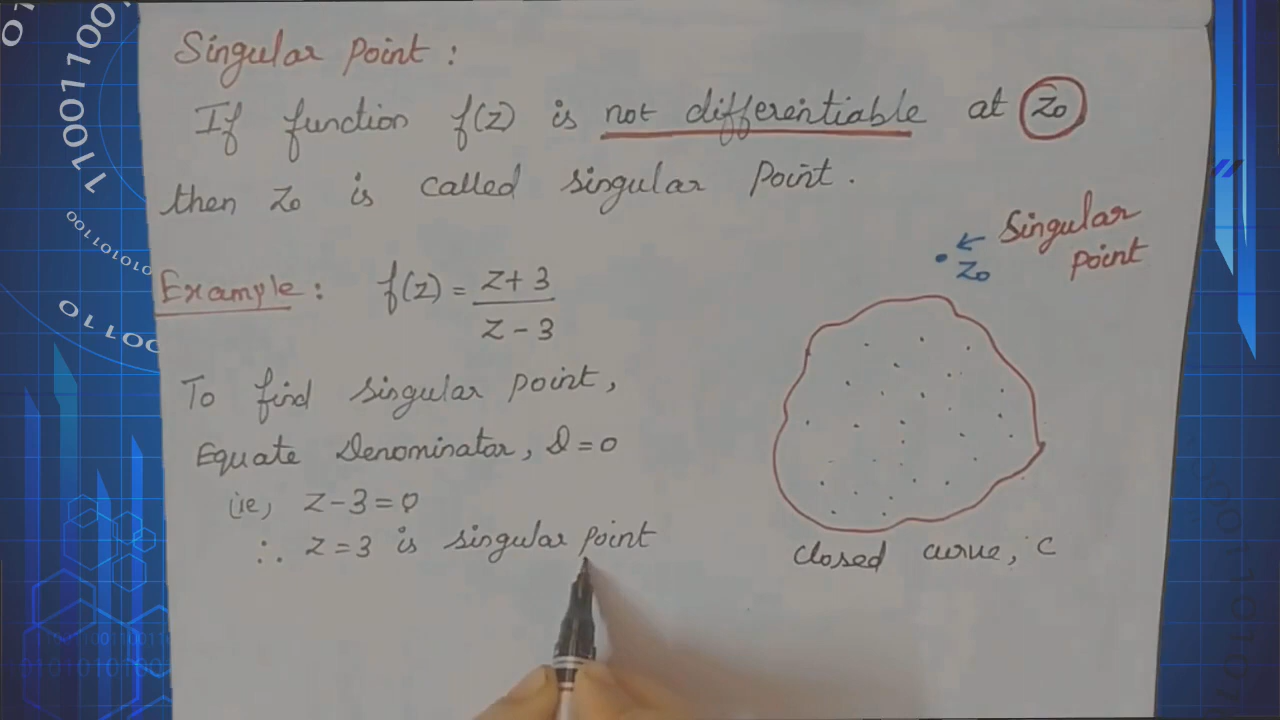 Singular point :
If function f(z) is not differentiable at z₀
then z₀ is called singular point.
Singular
point
z₀
Example : f(z) = z+3
z-3
To find singular point,
Equate Denominator, D=0
(ie, z-3=0
∴ z=3 is singular point
closed curve, C